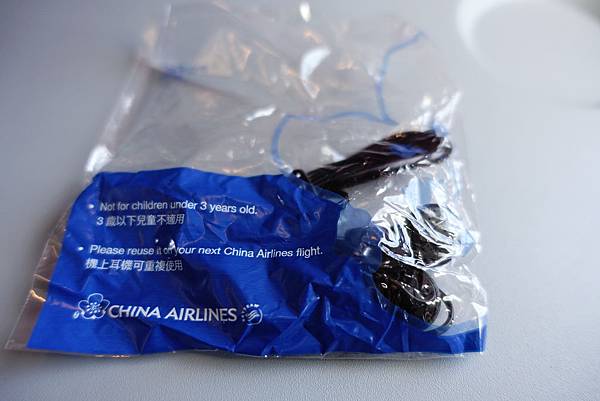 Not for children under 3 years old.
3 歲以下兒童不適用
Please reuse it on your next China Airlines flight.
機上耳機可重複使用
CHINA AIRLINES